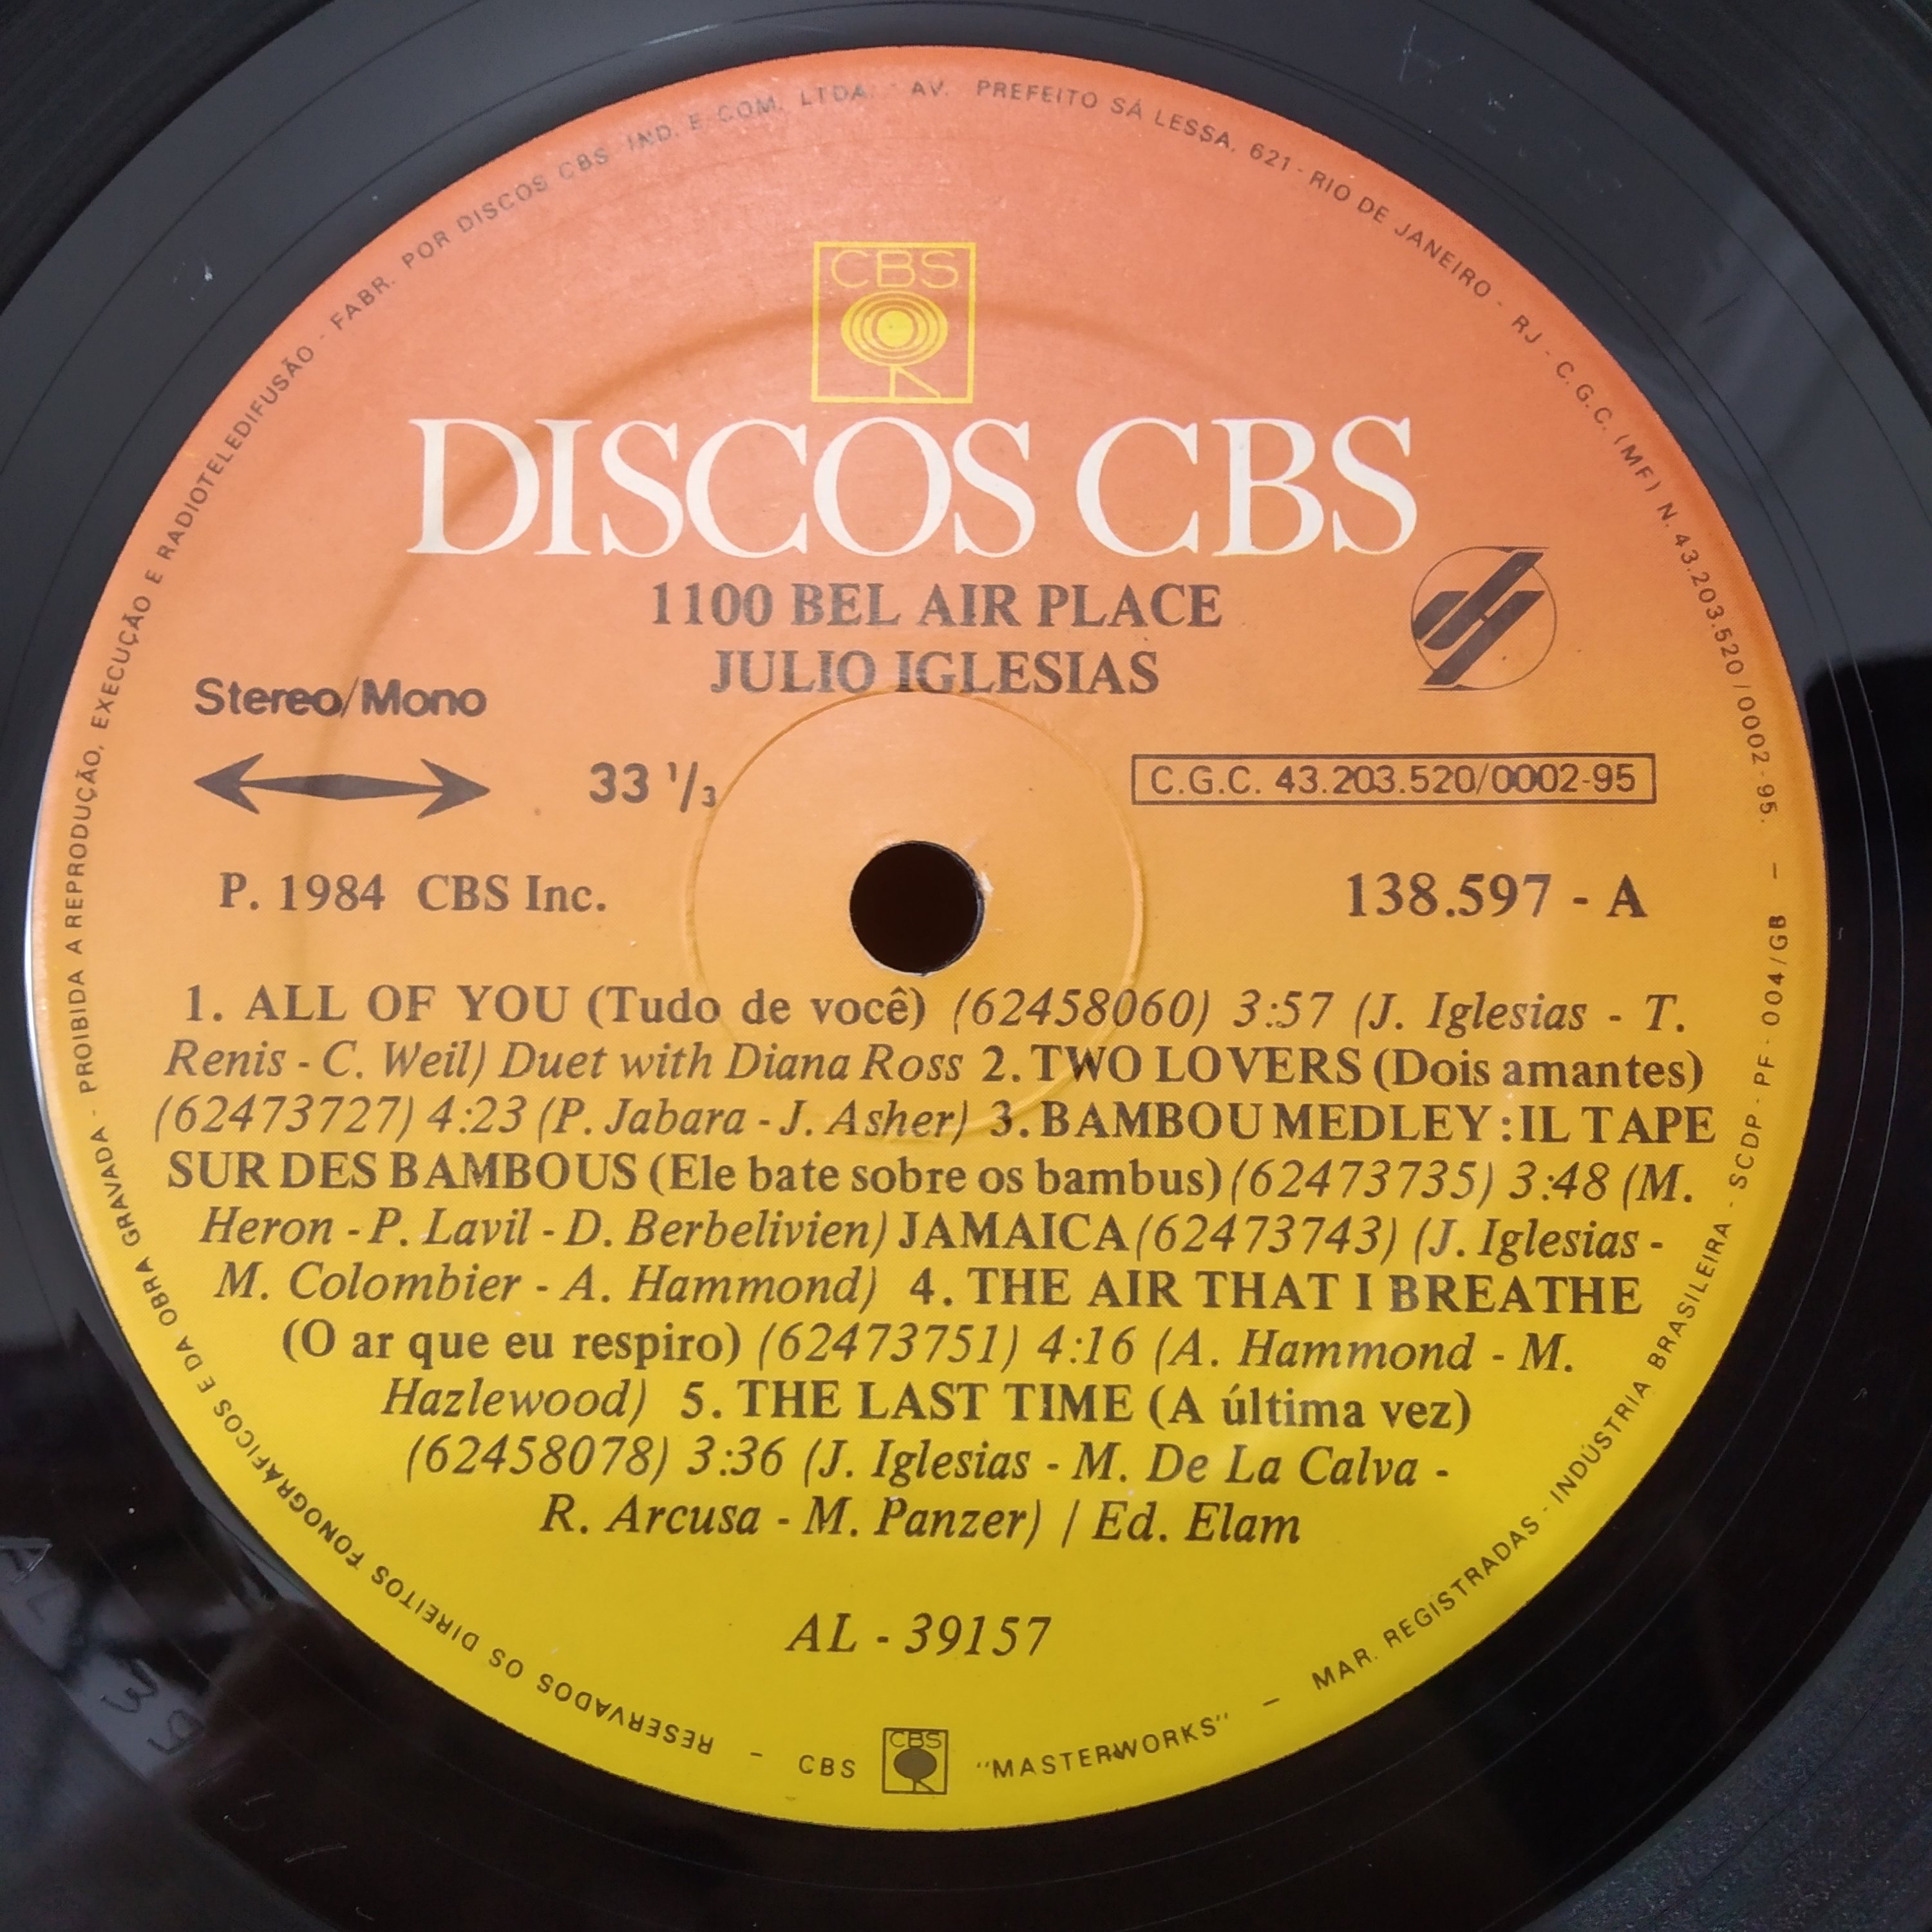 CBS
DISCOS CBS
1100 BEL AIR PLACE
JULIO IGLESIAS
Stereo/Mono
33 1/3
C.G.C. 43.203.520/0002-95
P. 1984 CBS Inc.
138.597 - A
1. ALL OF YOU (Tudo de você) (62458060) 3:57 (J. Iglesias - T.
Renis - C. Weil) Duet with Diana Ross 2. TWO LOVERS (Dois amantes)
(62473727) 4:23 (P. Jabara - J. Asher) 3. BAMBOU MEDLEY : IL TAPE
SUR DES BAMBOUS (Ele bate sobre os bambus) (62473735) 3:48 (M.
Heron - P. Lavil - D. Berbelivien) JAMAICA (62473743) (J. Iglesias -
M. Colombier - A. Hammond) 4. THE AIR THAT I BREATHE
(O ar que eu respiro) (62473751) 4:16 (A. Hammond - M.
Hazlewood) 5. THE LAST TIME (A última vez)
(62458078) 3:36 (J. Iglesias - M. De La Calva -
R. Arcusa - M. Panzer) / Ed. Elam
AL - 39157
RESERVADOS OS DIREITOS FONOGRÁFICOS E DA OBRA GRAVADA - PROIBIDA A REPRODUÇÃO, EXECUÇÃO E RADIOTELEDIFUSÃO - FABR. POR DISCOS CBS IND. E COM. LTDA. AV. PREFEITO SÁ LESSA, 621 - RIO DE JANEIRO - RJ - C.G.C. (MF) N. 43.203.520/0002-95. — SCDP - PF - 004/GB
CBS CBS "MASTERWORKS" — MAR. REGISTRADAS - INDÚSTRIA BRASILEIRA -